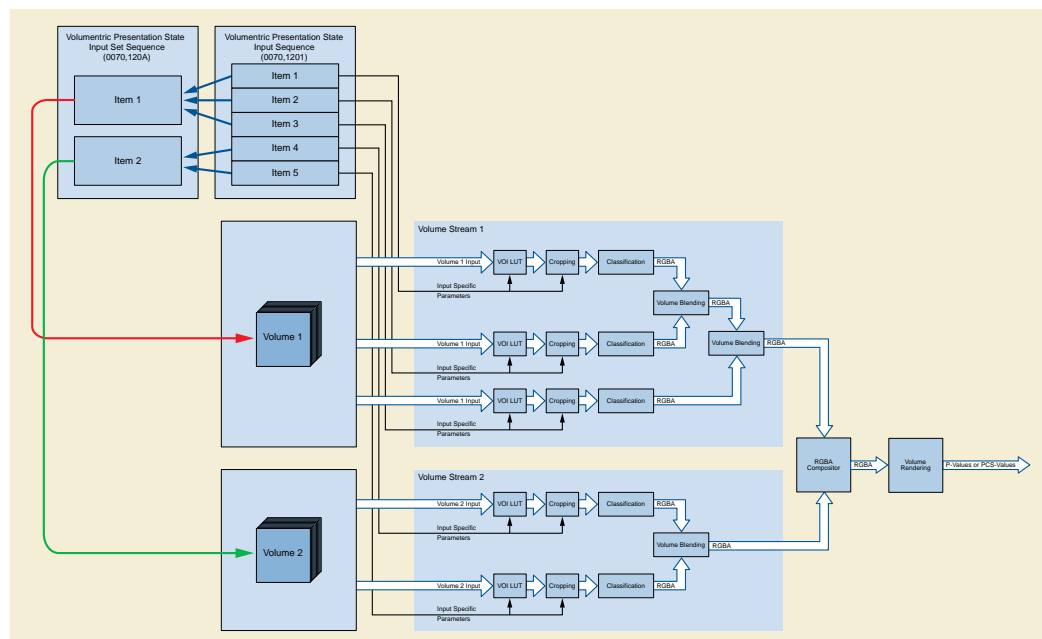 Volumentric Presentation State
Input Set Sequence
(0070,120A)
Volumentric Presentation State
Input Sequence
(0070,1201)
Item 1
Item 2
Item 1
Item 2
Item 3
Item 4
Item 5
Volume Stream 1
Volume 1 Input
VOI LUT
Cropping
Classification
RGBA
Input Specific
Parameters
Volume Blending
RGBA
Volume 1
Volume 1 Input
VOI LUT
Cropping
Classification
RGBA
Volume Blending
RGBA
Input Specific
Parameters
Volume 1 Input
VOI LUT
Cropping
Classification
RGBA
Input Specific
Parameters
RGBA
Compositor
RGBA
Volume
Rendering
P-Values or PCS-Values
Volume Stream 2
Volume 2 Input
VOI LUT
Cropping
Classification
RGBA
Input Specific
Parameters
Volume Blending
RGBA
Volume 2
Volume 2 Input
VOI LUT
Cropping
Classification
RGBA
Input Specific
Parameters